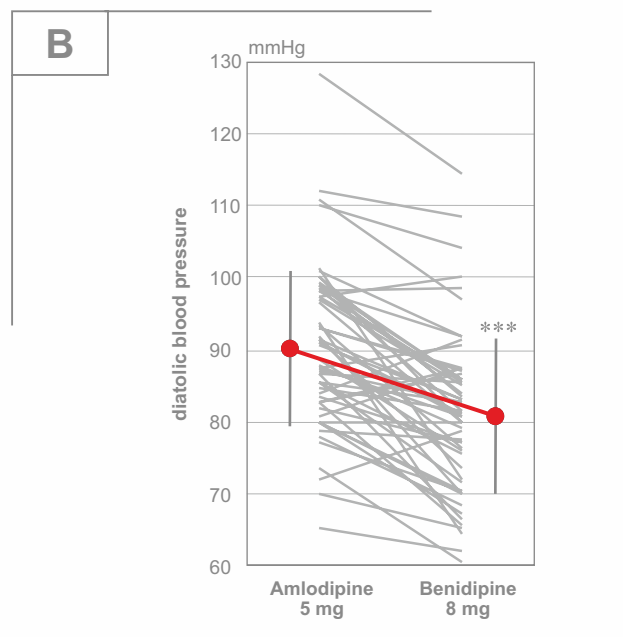 B
mmHg
130
120
110
100
90
80
70
60
diatolic blood pressure
***
Amlodipine
5 mg
Benidipine
8 mg